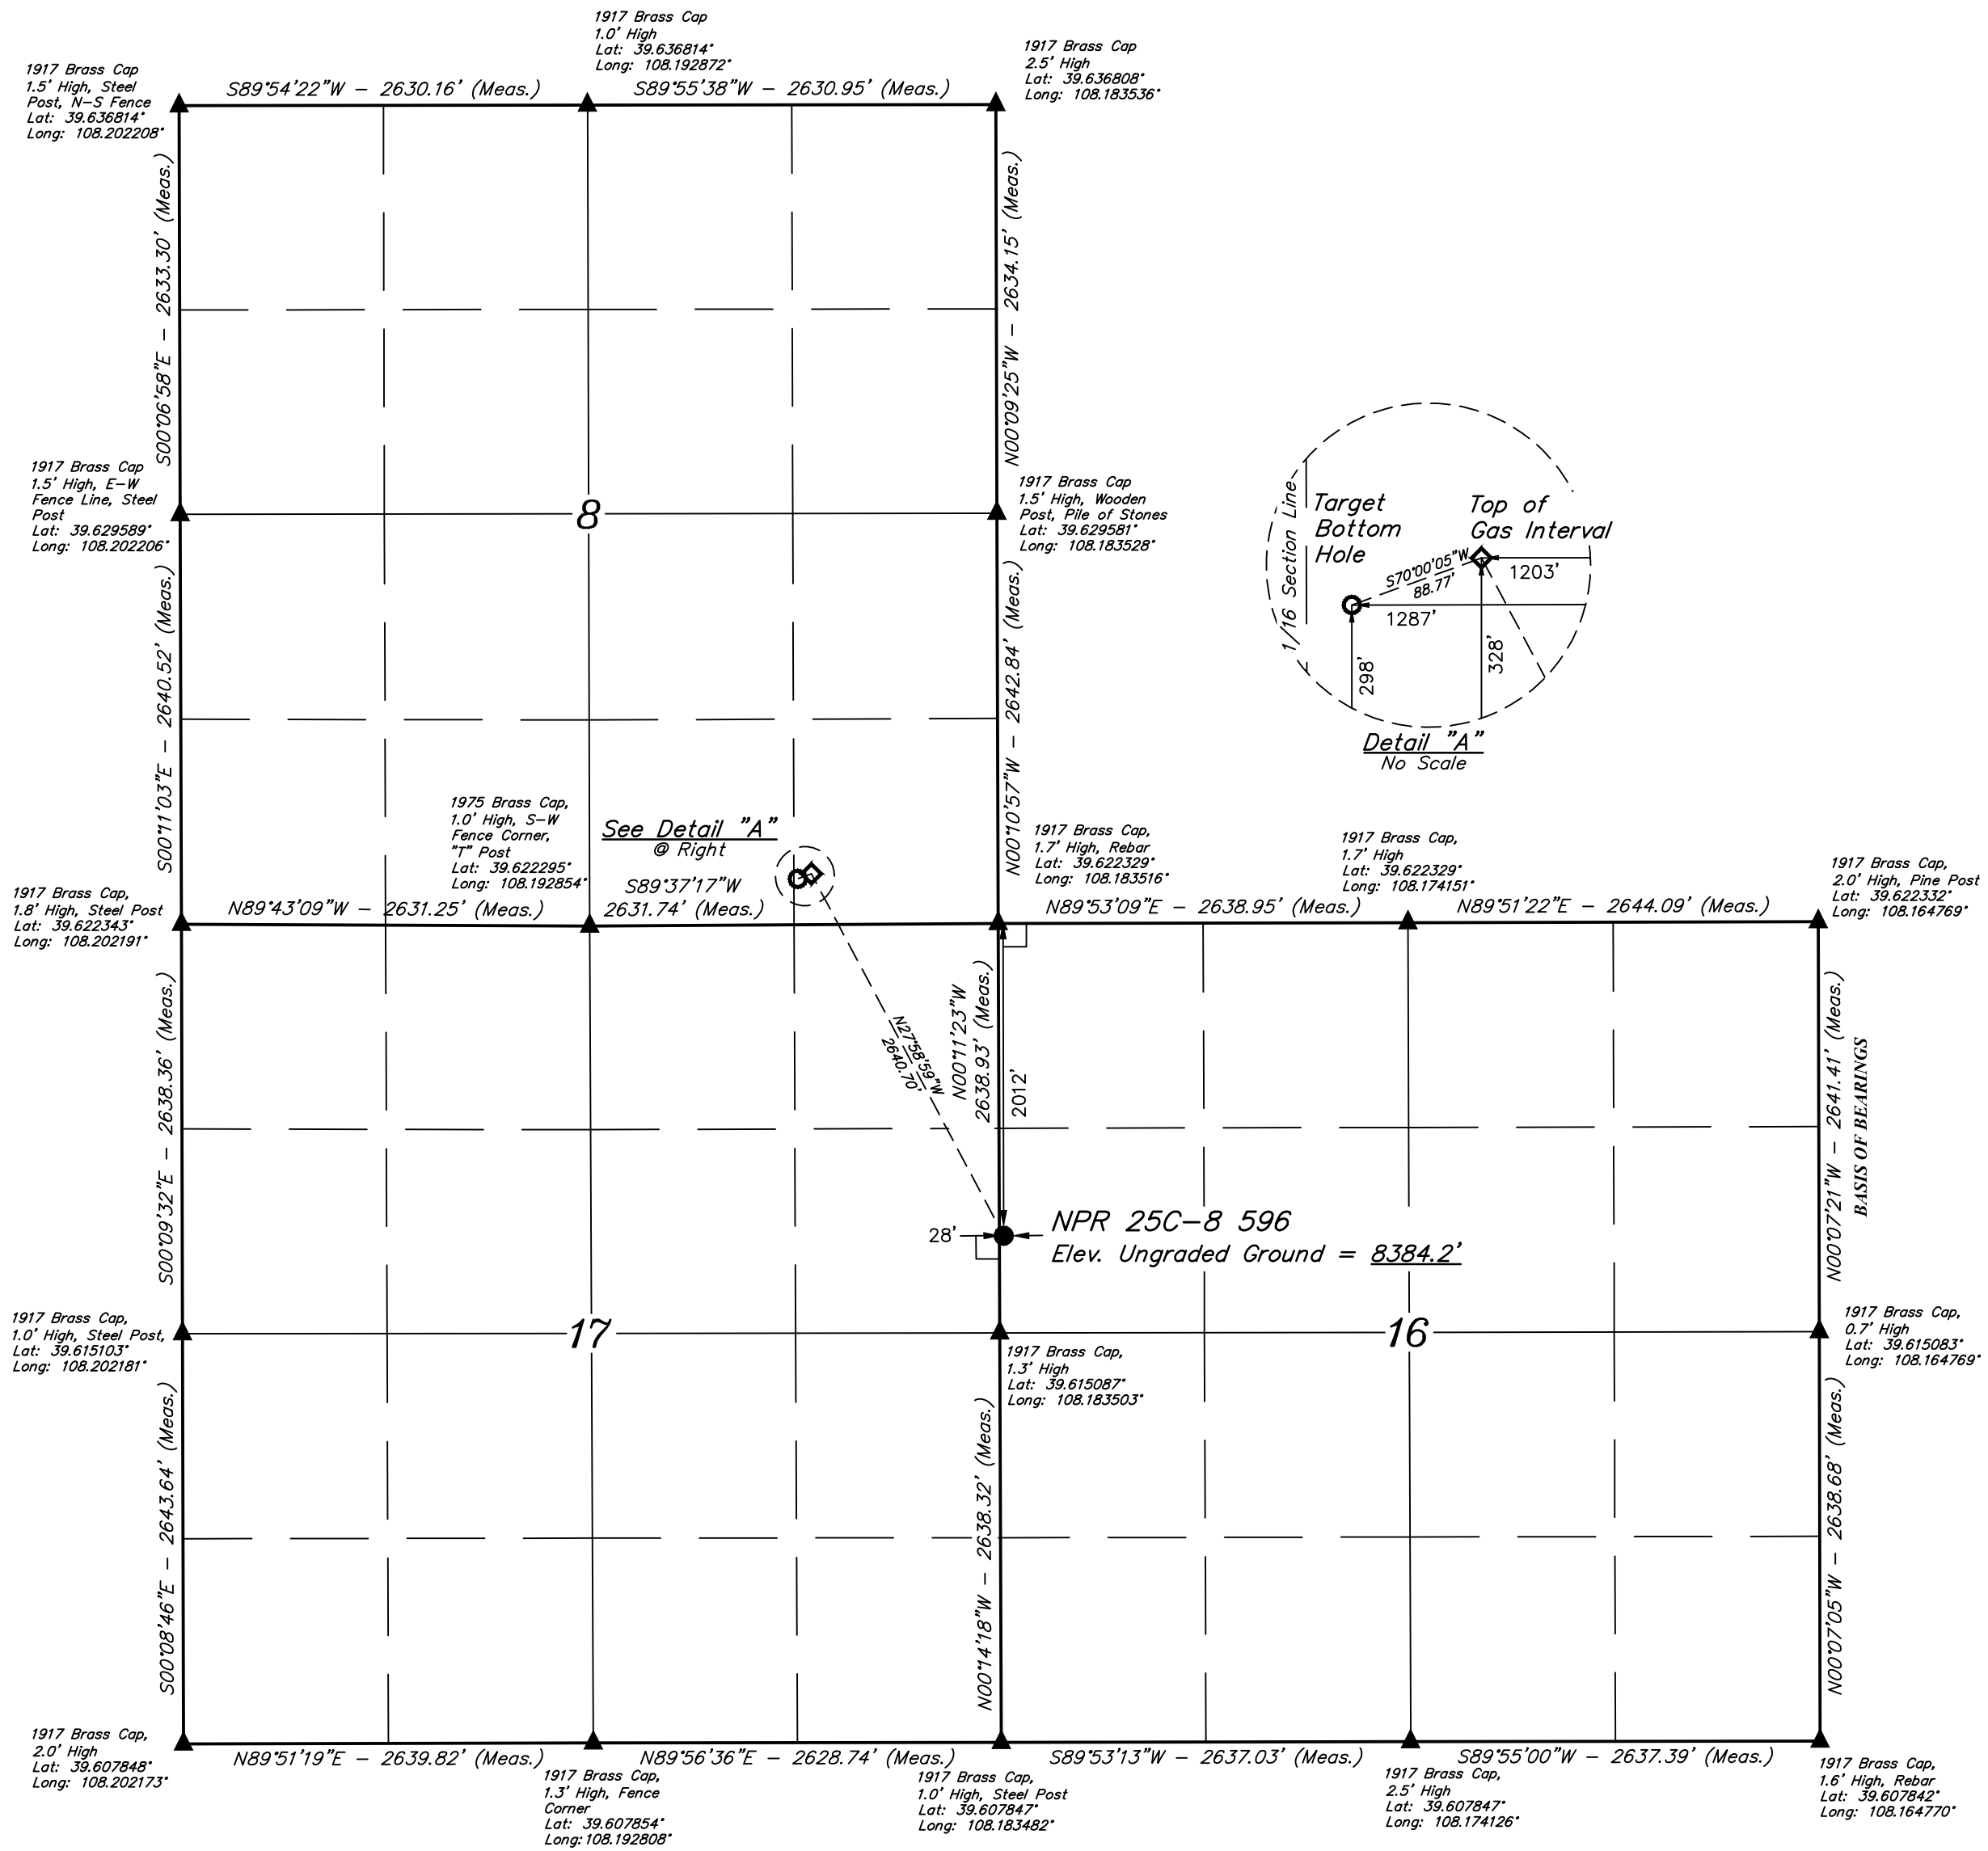 1917 Brass Cap
1.0' High
Lat: 39.636814°
Long: 108.192872°
1917 Brass Cap
2.5' High
Lat: 39.636808°
Long: 108.183536°
1917 Brass Cap
1.5' High, Steel
Post, N-S Fence
Lat: 39.636814°
Long: 108.202208°
S89°54'22"W - 2630.16' (Meas.)
S89°55'38"W - 2630.95' (Meas.)
S00°06'58"E - 2633.30' (Meas.)
N00°09'25"W - 2634.15' (Meas.)
1917 Brass Cap
1.5' High, E-W
Fence Line, Steel
Post
Lat: 39.629589°
Long: 108.202206°
8
1917 Brass Cap
1.5' High, Wooden
Post, Pile of Stones
Lat: 39.629581°
Long: 108.183528°
1/16 Section Line
Target
Bottom
Hole
Top of
Gas Interval
S70°00'05"W
88.77'
1203'
1287'
298'
328'
Detail "A"
No Scale
S00°11'03"E - 2640.52' (Meas.)
N00°10'57"W - 2642.84' (Meas.)
1975 Brass Cap,
1.0' High, S-W
Fence Corner,
"T" Post
Lat: 39.622295°
Long: 108.192854°
See Detail "A"
@ Right
1917 Brass Cap,
1.7' High, Rebar
Lat: 39.622329°
Long: 108.183516°
1917 Brass Cap,
1.7' High
Lat: 39.622329°
Long: 108.174151°
1917 Brass Cap,
2.0' High, Pine Post
Lat: 39.622332°
Long: 108.164769°
1917 Brass Cap,
1.8' High, Steel Post
Lat: 39.622343°
Long: 108.202191°
N89°43'09"W - 2631.25' (Meas.)
S89°37'17"W
2631.74' (Meas.)
N89°53'09"E - 2638.95' (Meas.)
N89°51'22"E - 2644.09' (Meas.)
S00°09'32"E - 2638.36' (Meas.)
N27°58'59"W
2640.70'
N00°11'23"W
2638.93' (Meas.)
2012'
N00°07'21"W - 2641.41' (Meas.)
BASIS OF BEARINGS
28'
NPR 25C-8 596
Elev. Ungraded Ground = 8384.2'
1917 Brass Cap,
1.0' High, Steel Post,
Lat: 39.615103°
Long: 108.202181°
17
16
1917 Brass Cap,
1.3' High
Lat: 39.615087°
Long: 108.183503°
1917 Brass Cap,
0.7' High
Lat: 39.615083°
Long: 108.164769°
S00°08'46"E - 2643.64' (Meas.)
N00°14'18"W - 2638.32' (Meas.)
N00°07'05"W - 2638.68' (Meas.)
1917 Brass Cap,
2.0' High
Lat: 39.607848°
Long: 108.202173°
N89°51'19"E - 2639.82' (Meas.)
N89°56'36"E - 2628.74' (Meas.)
S89°53'13"W - 2637.03' (Meas.)
S89°55'00"W - 2637.39' (Meas.)
1917 Brass Cap,
1.3' High, Fence
Corner
Lat: 39.607854°
Long: 108.192808°
1917 Brass Cap,
1.0' High, Steel Post
Lat: 39.607847°
Long: 108.183482°
1917 Brass Cap,
2.5' High
Lat: 39.607847°
Long: 108.174126°
1917 Brass Cap,
1.6' High, Rebar
Lat: 39.607842°
Long: 108.164770°